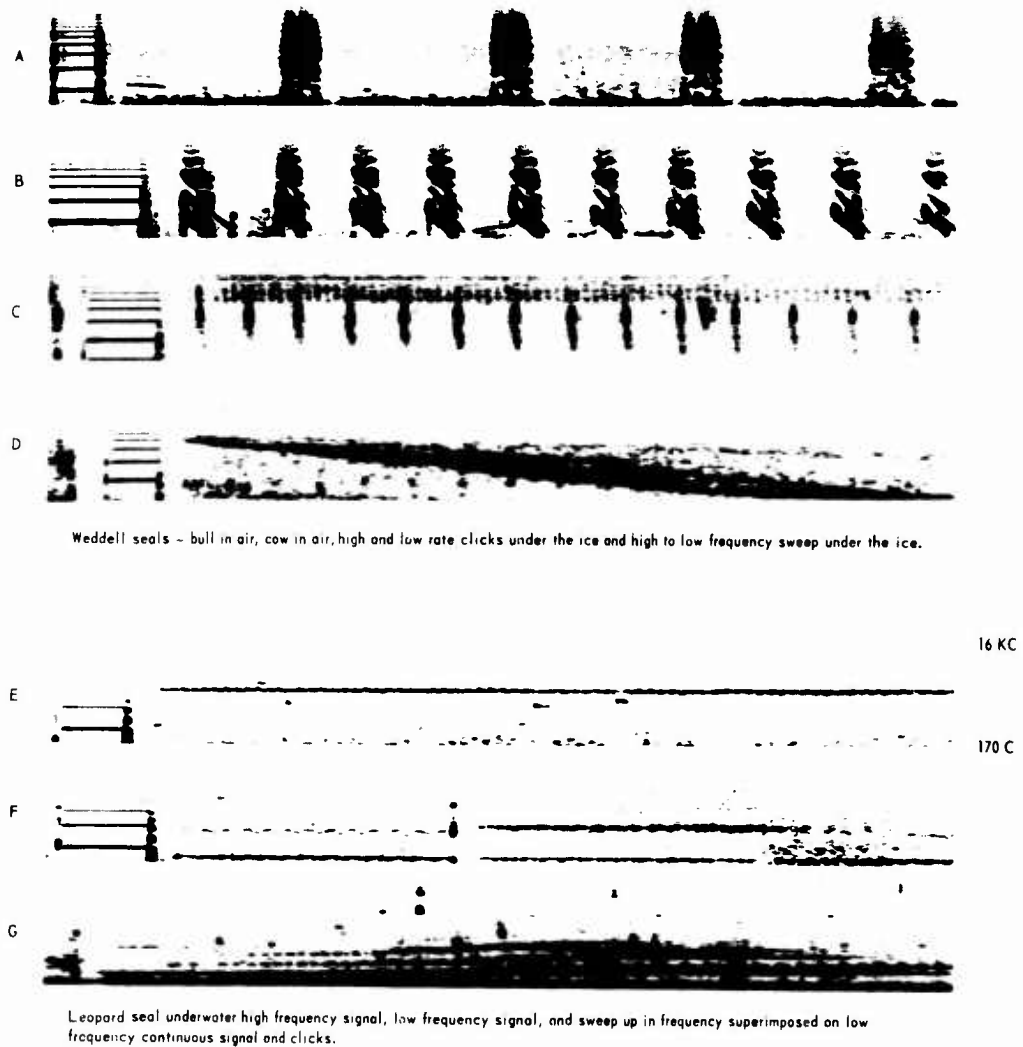 A
B
C
D
Weddell seals - bull in air, cow in air, high and low rate clicks under the ice and high to low frequency sweep under the ice.
16 KC
E
170 C
F
G
Leopard seal underwater high frequency signal, low frequency signal, and sweep up in frequency superimposed on low
frequency continuous signal and clicks.